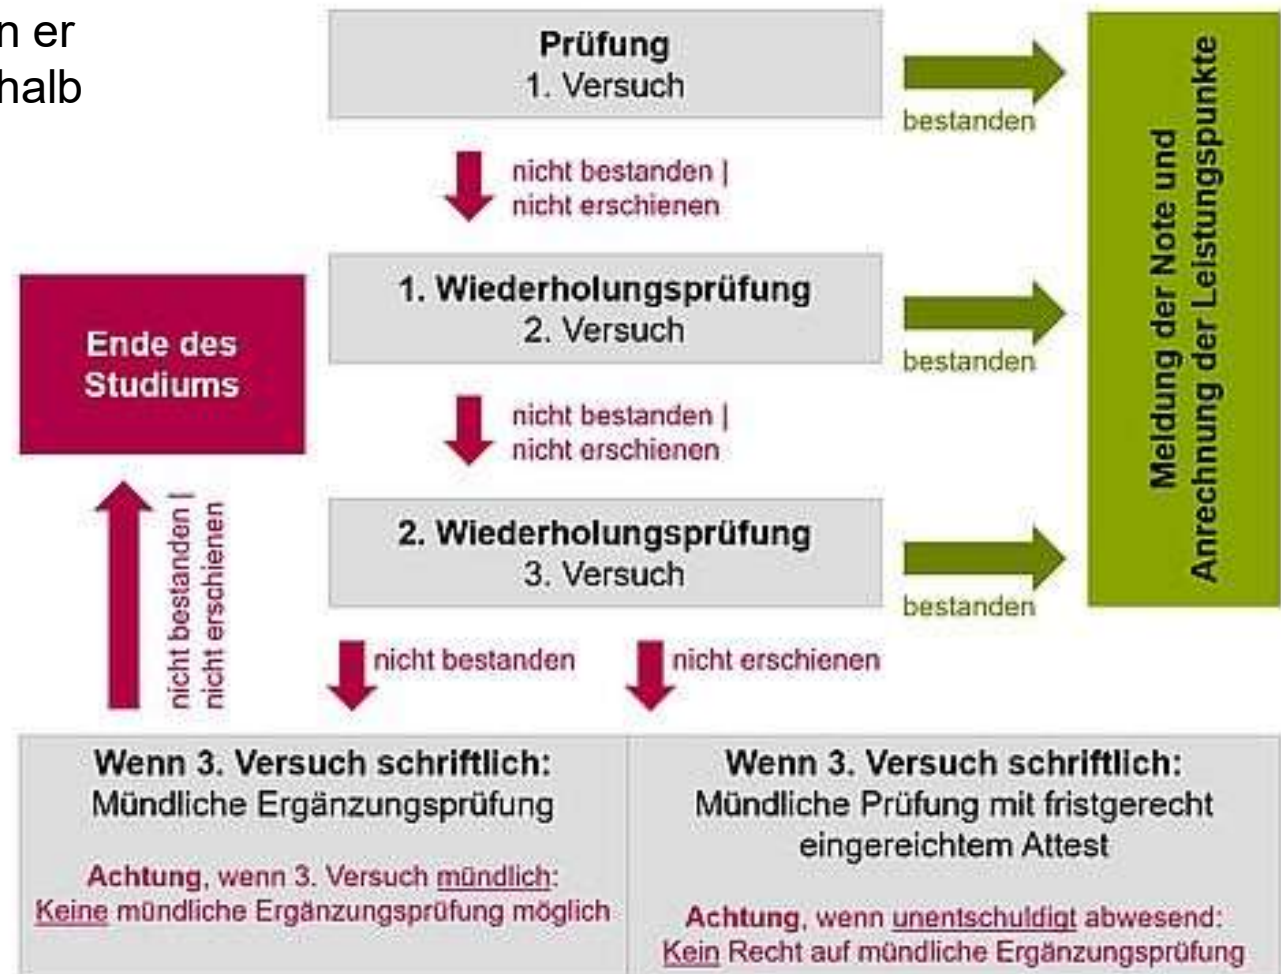 n er
halb
Prüfung
1. Versuch
bestanden
nicht bestanden |
nicht erschienen
1. Wiederholungsprüfung
2. Versuch
bestanden
Ende des
Studiums
nicht bestanden |
nicht erschienen
2. Wiederholungsprüfung
3. Versuch
bestanden
Meldung der Note und
Anrechnung der Leistungspunkte
nicht bestanden |
nicht erschienen
nicht bestanden
nicht erschienen
Wenn 3. Versuch schriftlich:
Mündliche Ergänzungsprüfung
Achtung, wenn 3. Versuch mündlich:
Keine mündliche Ergänzungsprüfung möglich
Wenn 3. Versuch schriftlich:
Mündliche Prüfung mit fristgerecht
eingereichtem Attest
Achtung, wenn unentschuldigt abwesend:
Kein Recht auf mündliche Ergänzungsprüfung